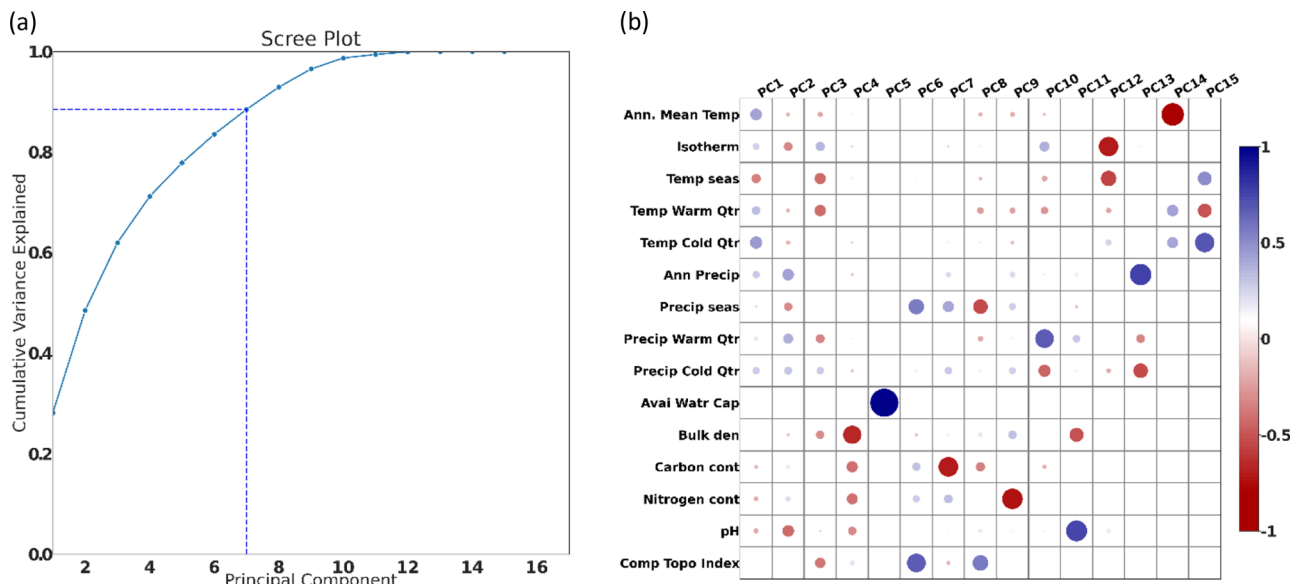 (a)
Scree Plot
1.0
0.8
0.6
0.4
0.2
0.0
Cumulative Variance Explained
2 4 6 8 10 12 14 16
Principal Component
(b)
PC1 PC2 PC3 PC4 PC5 PC6 PC7 PC8 PC9 PC10 PC11 PC12 PC13 PC14 PC15
Ann. Mean Temp
Isotherm
Temp seas
Temp Warm Qtr
Temp Cold Qtr
Ann Precip
Precip seas
Precip Warm Qtr
Precip Cold Qtr
Avai Watr Cap
Bulk den
Carbon cont
Nitrogen cont
pH
Comp Topo Index
1
0.5
0
-0.5
-1